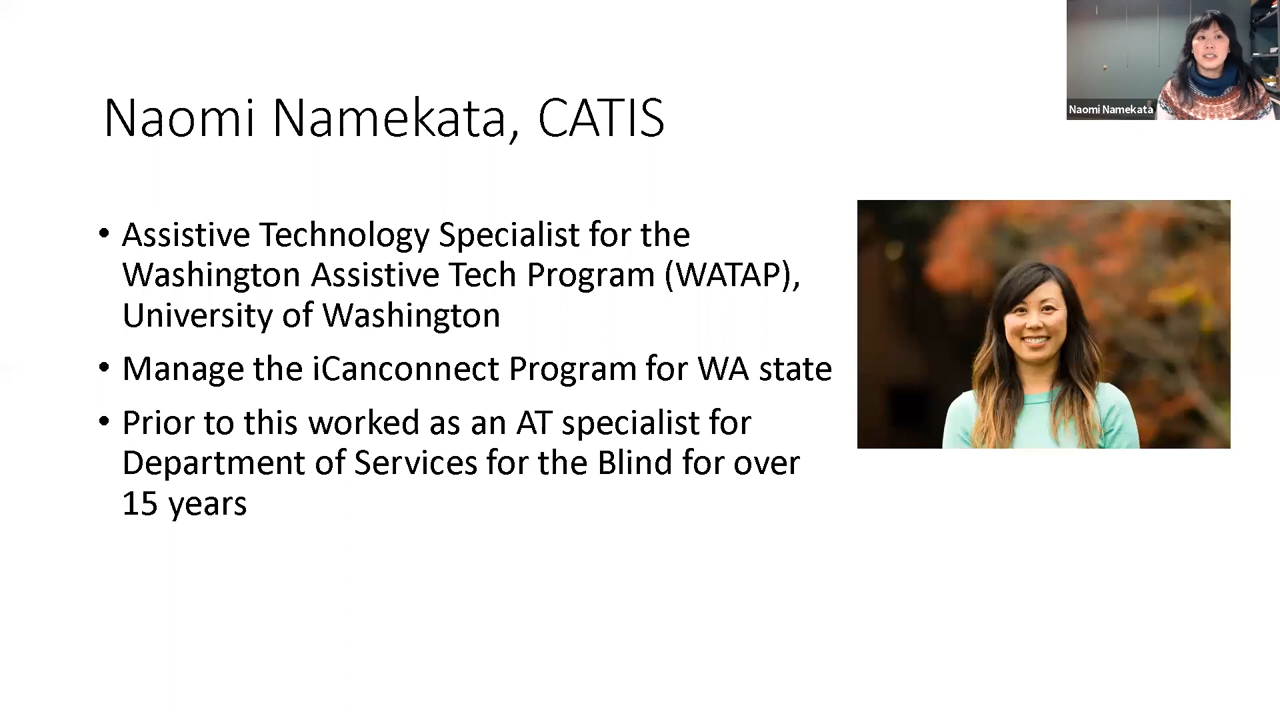 Naomi Namekata, CATIS
Naomi Namekata
• Assistive Technology Specialist for the
Washington Assistive Tech Program (WATAP),
University of Washington
• Manage the iCanconnect Program for WA state
• Prior to this worked as an AT specialist for
Department of Services for the Blind for over
15 years